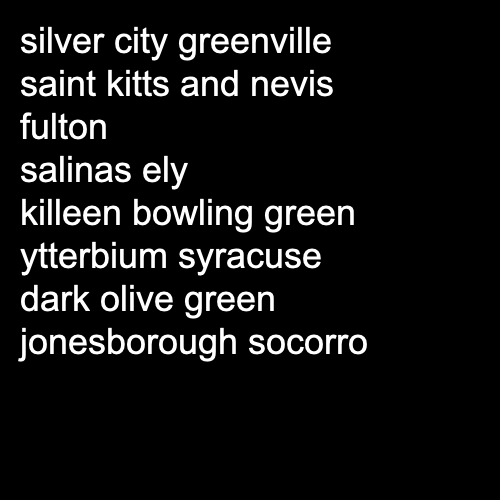 silver city greenville
saint kitts and nevis
fulton
salinas ely
killeen bowling green
ytterbium syracuse
dark olive green
jonesborough socorro